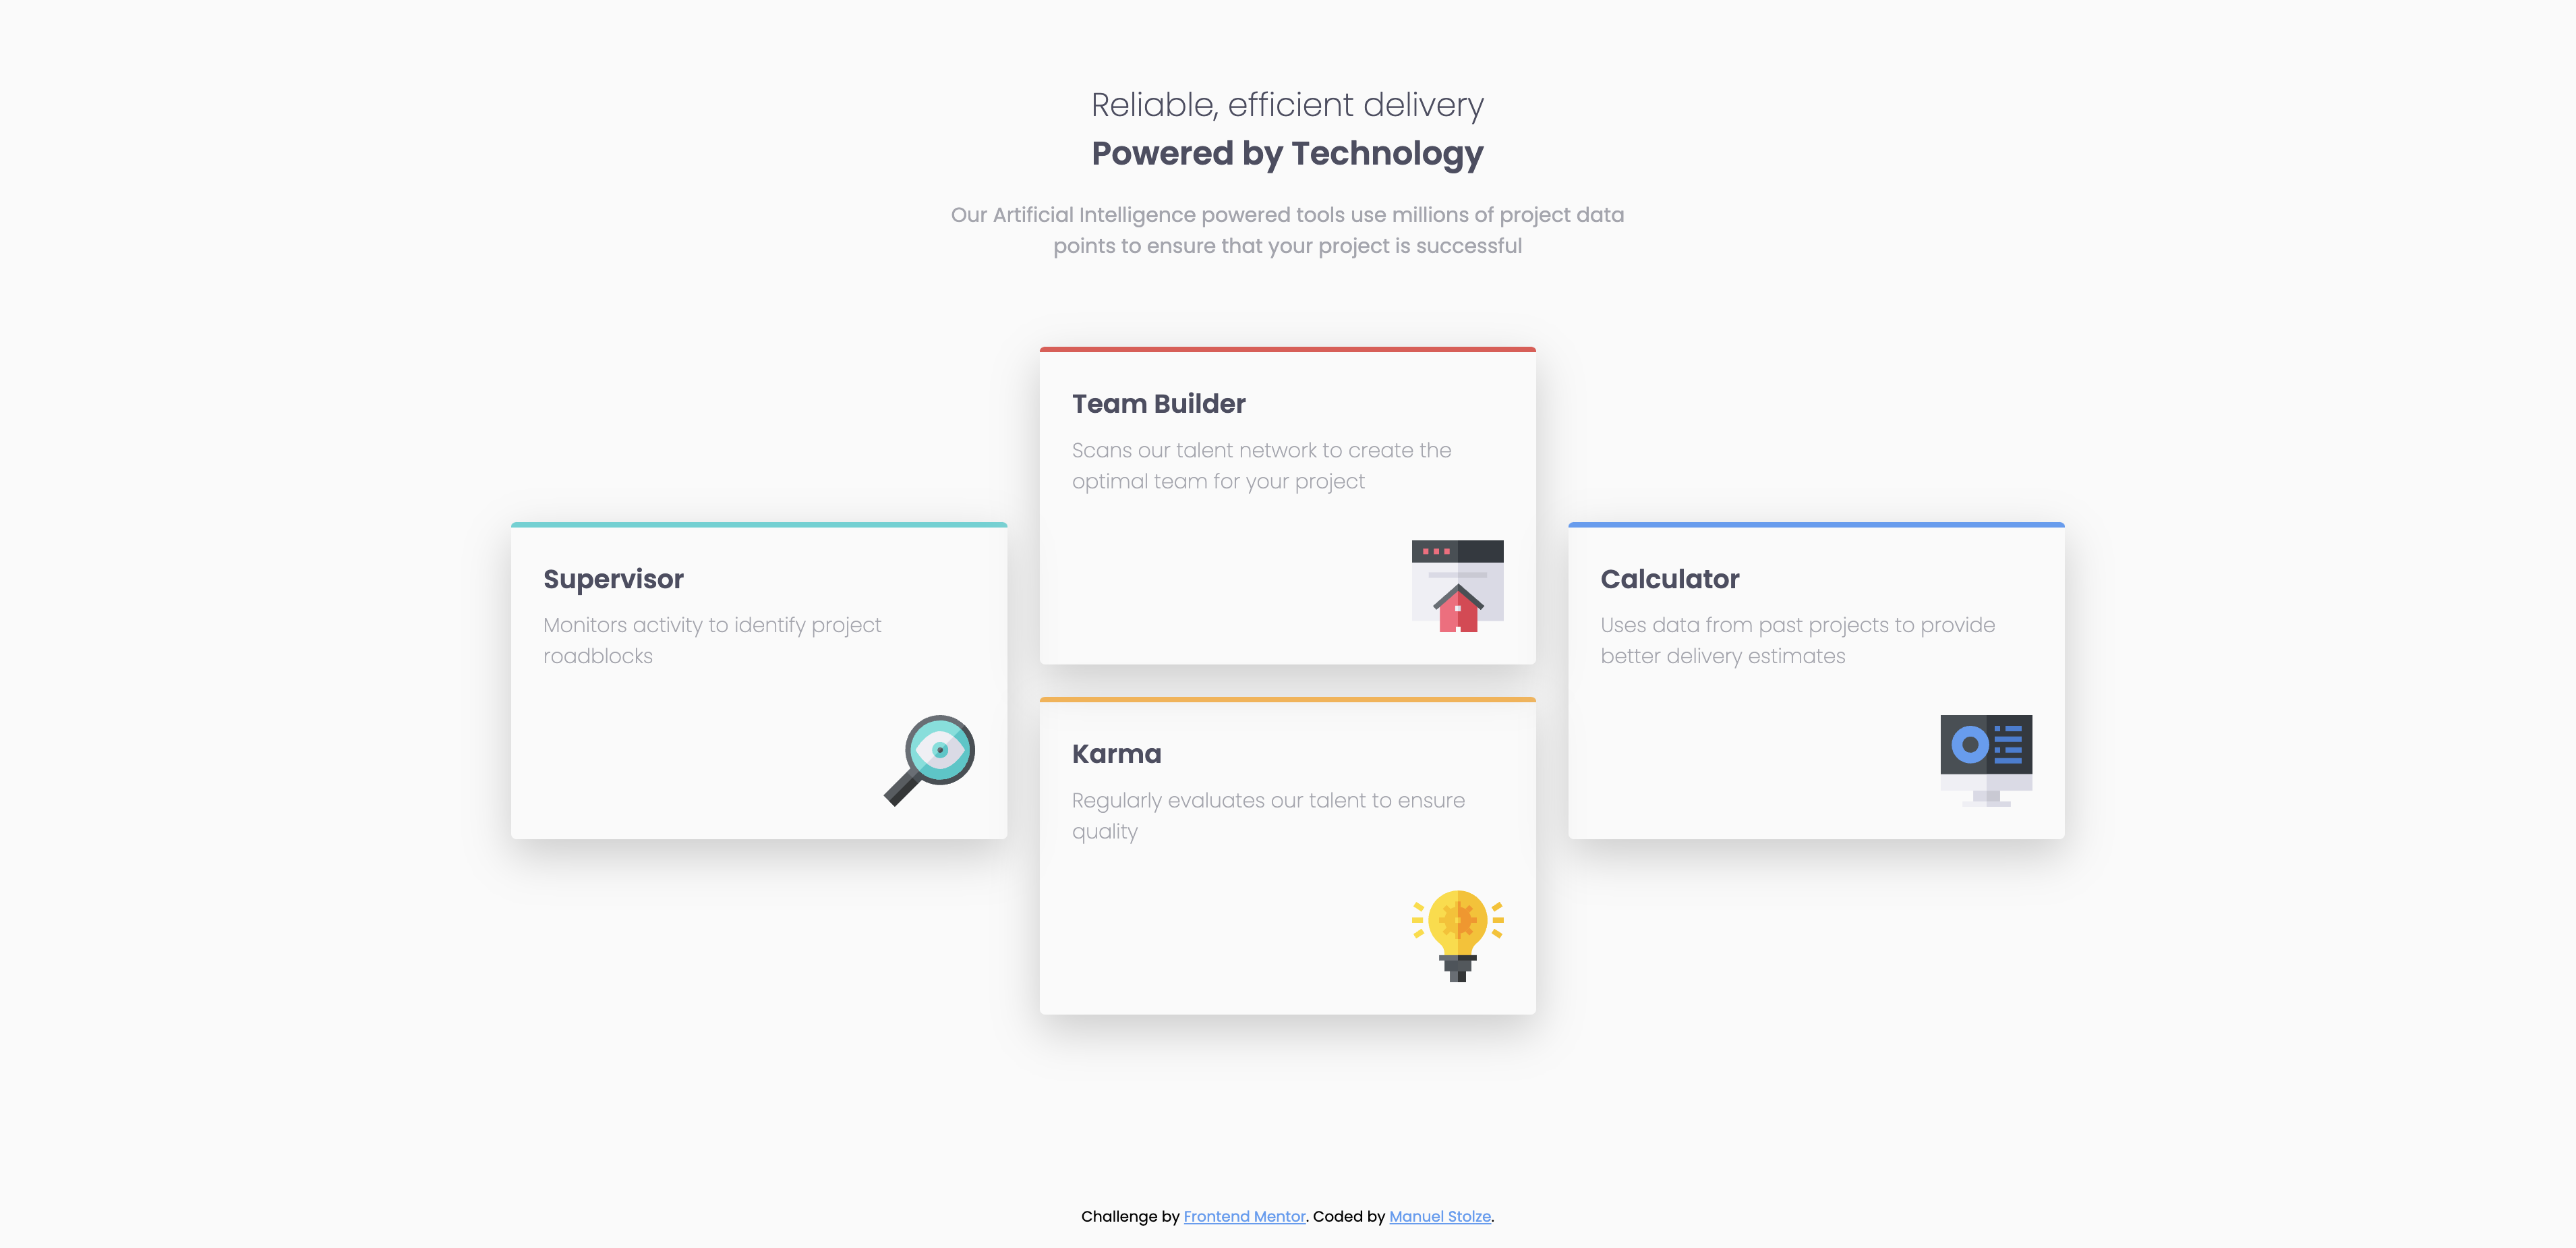 Reliable, efficient delivery
Powered by Technology
Our Artificial Intelligence powered tools use millions of project data
points to ensure that your project is successful
Supervisor
Monitors activity to identify project
roadblocks
Team Builder
Scans our talent network to create the
optimal team for your project
Karma
Regularly evaluates our talent to ensure
quality
Calculator
Uses data from past projects to provide
better delivery estimates
Challenge by Frontend Mentor. Coded by Manuel Stolze.